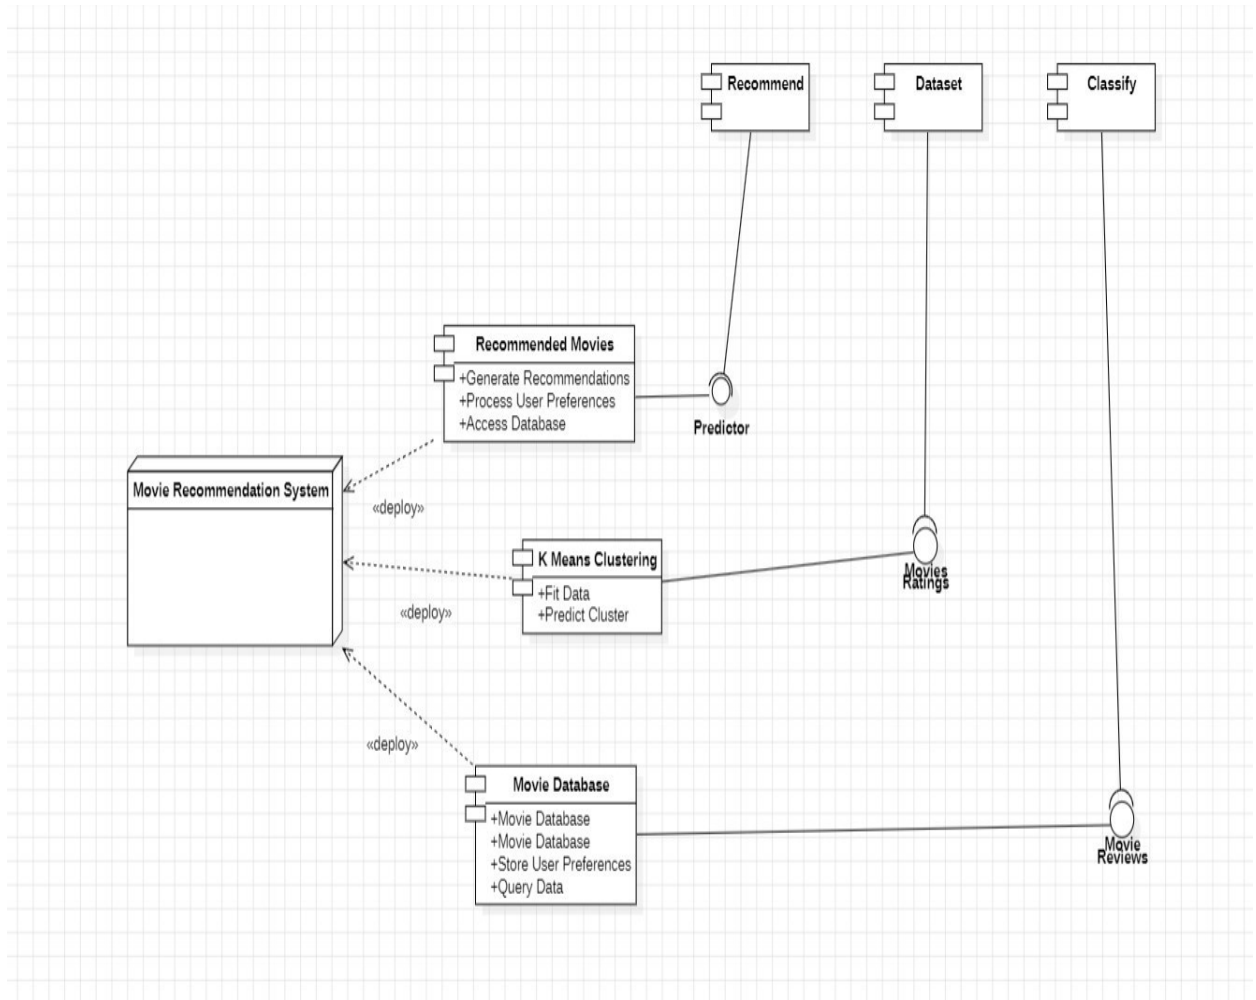 Recommend
Dataset
Classify
Recommended Movies
+Generate Recommendations
+Process User Preferences
+Access Database
Predictor
Movie Recommendation System
«deploy»
K Means Clustering
+Fit Data
+Predict Cluster
Movies
Ratings
«deploy»
«deploy»
Movie Database
+Movie Database
+Movie Database
+Store User Preferences
+Query Data
Movie
Reviews